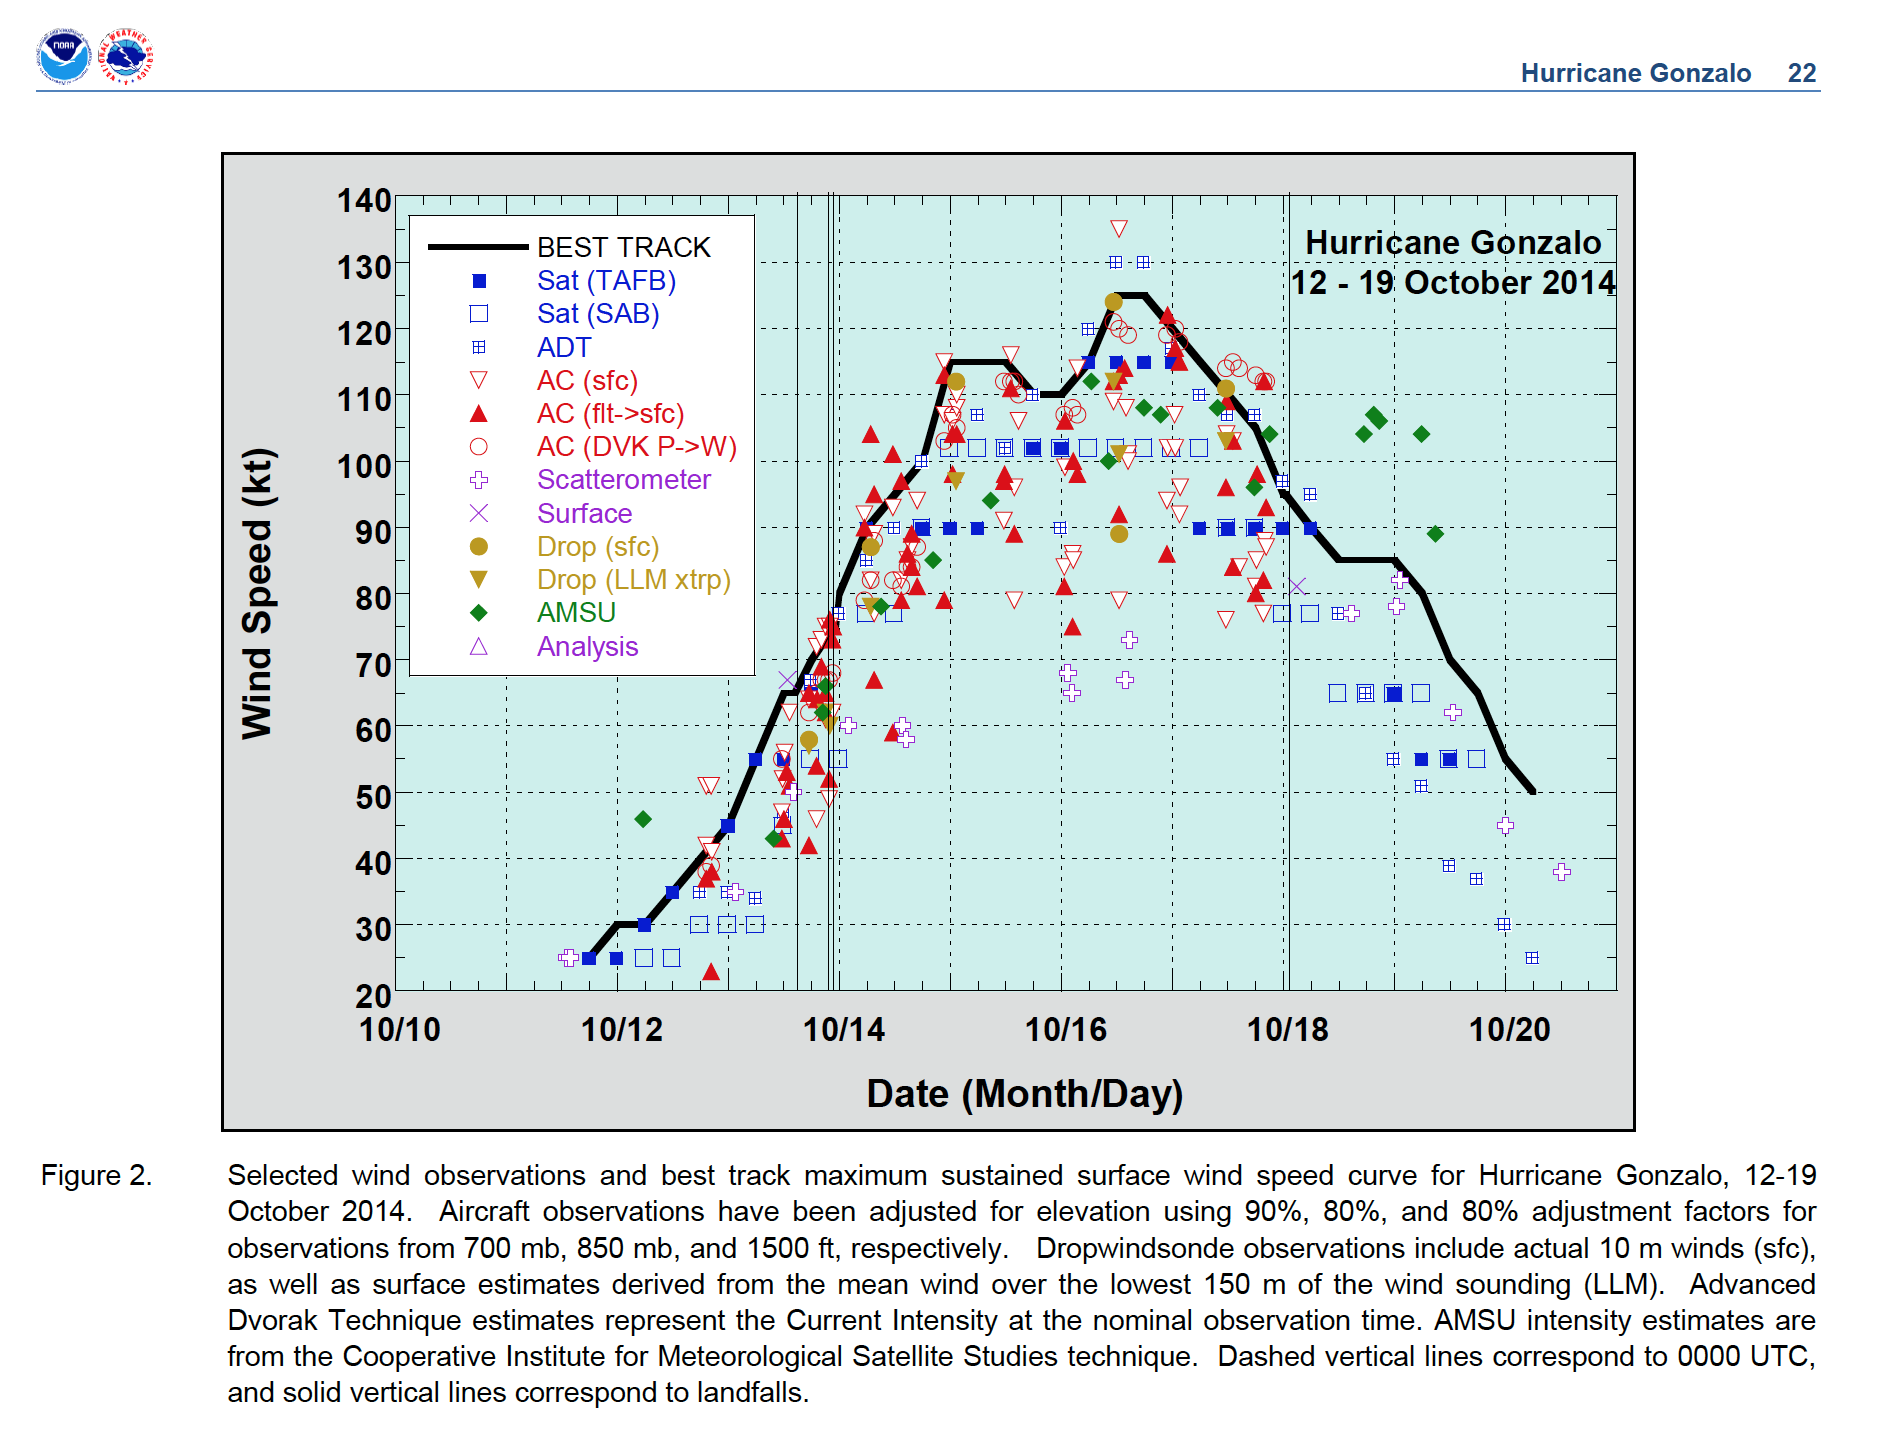 NOAA
NATIONAL WEATHER SERVICE
Hurricane Gonzalo 22
140
130
120
110
100
90
80
70
60
50
40
30
20
Wind Speed (kt)
BEST TRACK
Sat (TAFB)
Sat (SAB)
ADT
AC (sfc)
AC (flt->sfc)
AC (DVK P->W)
Scatterometer
Surface
Drop (sfc)
Drop (LLM xtrp)
AMSU
Analysis
Hurricane Gonzalo
12 - 19 October 2014
10/10 10/12 10/14 10/16 10/18 10/20
Date (Month/Day)
Figure 2. Selected wind observations and best track maximum sustained surface wind speed curve for Hurricane Gonzalo, 12-19
October 2014. Aircraft observations have been adjusted for elevation using 90%, 80%, and 80% adjustment factors for
observations from 700 mb, 850 mb, and 1500 ft, respectively. Dropwindsonde observations include actual 10 m winds (sfc),
as well as surface estimates derived from the mean wind over the lowest 150 m of the wind sounding (LLM). Advanced
Dvorak Technique estimates represent the Current Intensity at the nominal observation time. AMSU intensity estimates are
from the Cooperative Institute for Meteorological Satellite Studies technique. Dashed vertical lines correspond to 0000 UTC,
and solid vertical lines correspond to landfalls.